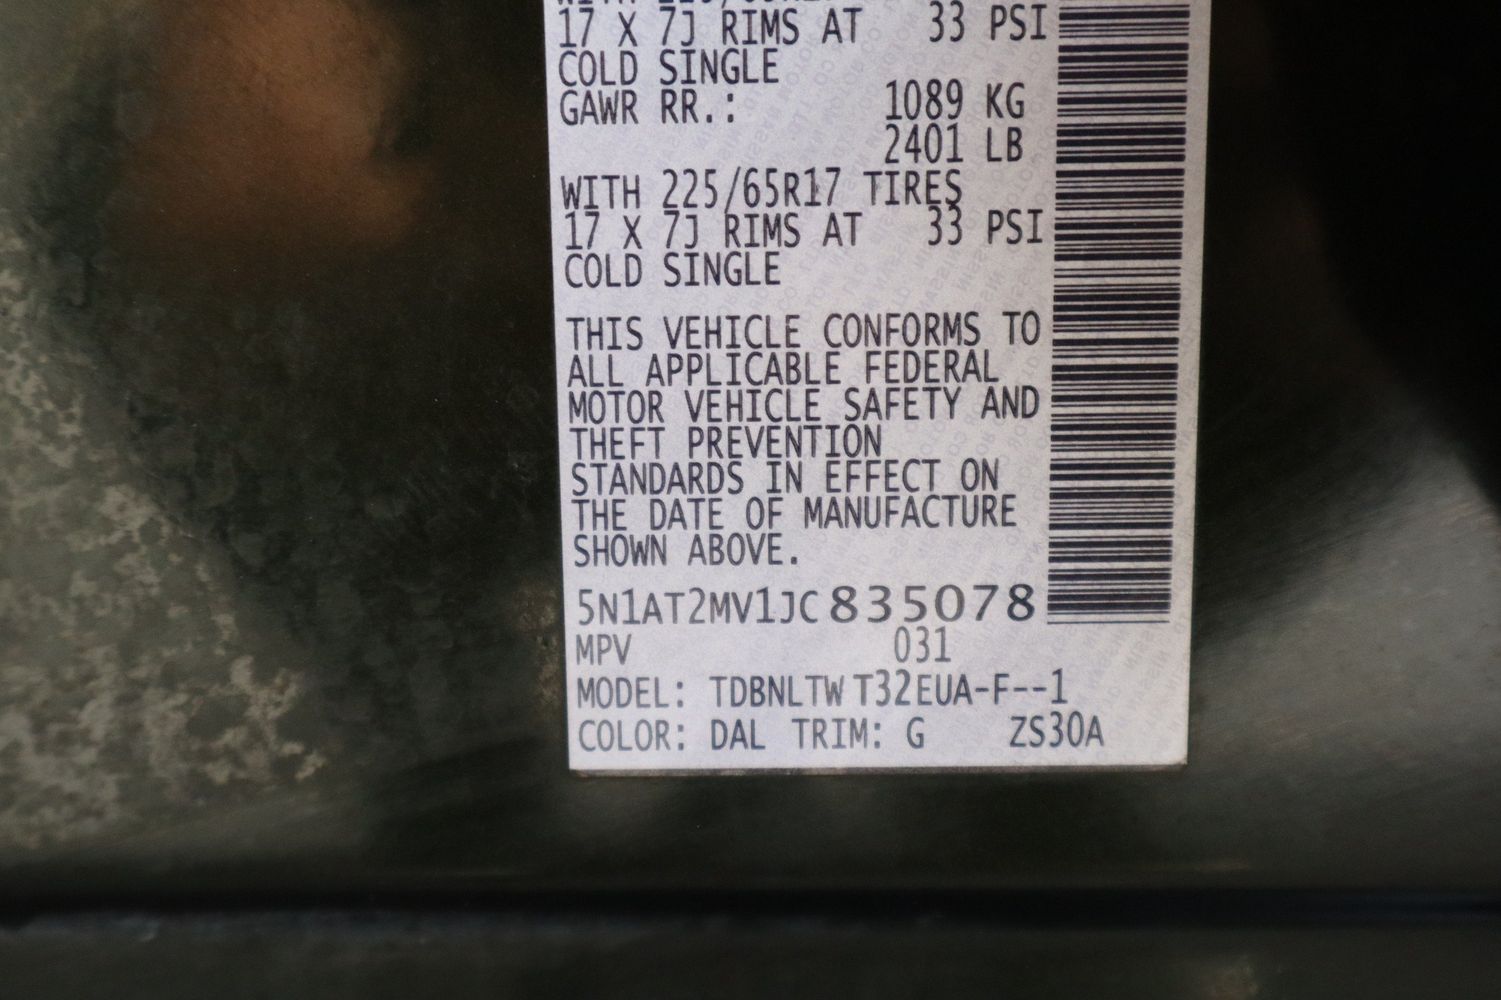 17 X 7J RIMS AT 33 PSI
COLD SINGLE
GAWR RR.: 1089 KG
2401 LB
WITH 225/65R17 TIRES
17 X 7J RIMS AT 33 PSI
COLD SINGLE
THIS VEHICLE CONFORMS TO
ALL APPLICABLE FEDERAL
MOTOR VEHICLE SAFETY AND
THEFT PREVENTION
STANDARDS IN EFFECT ON
THE DATE OF MANUFACTURE
SHOWN ABOVE.
5N1AT2MV1JC835078
MPV 031
MODEL: TDBNLTW T32EUA-F--1
COLOR: DAL TRIM: G ZS30A